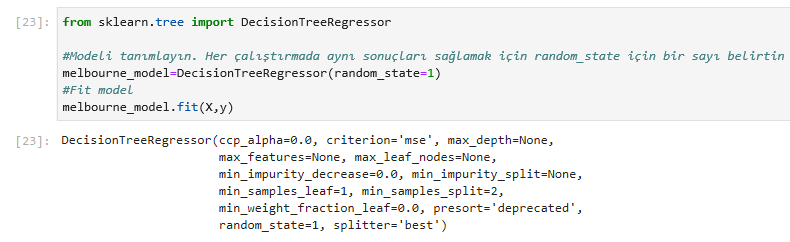 [23]: from sklearn.tree import DecisionTreeRegressor
#Modeli tanımlayın. Her çalıştırmada aynı sonuçları sağlamak için random_state için bir sayı belirtin
melbourne_model=DecisionTreeRegressor(random_state=1)
#Fit model
melbourne_model.fit(X,y)
[23]: DecisionTreeRegressor(ccp_alpha=0.0, criterion='mse', max_depth=None,
max_features=None, max_leaf_nodes=None,
min_impurity_decrease=0.0, min_impurity_split=None,
min_samples_leaf=1, min_samples_split=2,
min_weight_fraction_leaf=0.0, presort='deprecated',
random_state=1, splitter='best')